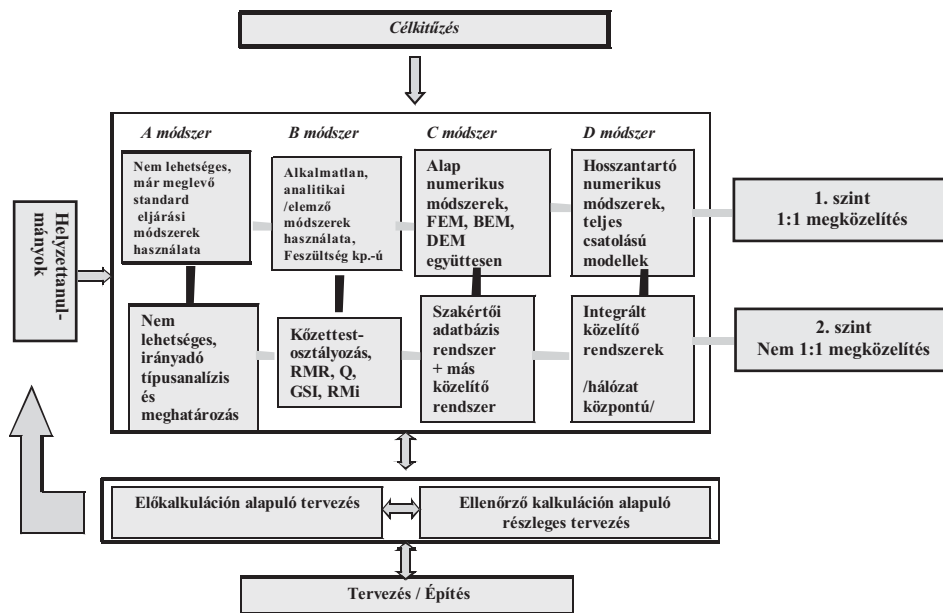 Célkitűzés
A módszer
B módszer
C módszer
D módszer
Nem lehetséges,
már meglevő
standard
eljárási
módszerek
használata
Alkalmatlan,
analitikai
/elemző
módszerek
használata,
Feszültség kp.-ú
Alap
numerikus
módszerek,
FEM, BEM,
DEM
együttesen
Hosszantartó
numerikus
módszerek,
teljes
csatolású
modellek
1. szint
1:1 megközelítés
Helyzettanul-
mányok
Nem
lehetséges,
irányadó
típusanalízis
és
meghatározás
Kőzettest-
osztályozás,
RMR, Q,
GSI, RMi
Szakértői
adatbázis
rendszer
+ más
közelítő
rendszer
Integrált
közelítő
rendszerek
/hálózat
központú/
2. szint
Nem 1:1 megközelítés
Előkalkuláción alapuló tervezés
Ellenőrző kalkuláción alapuló
részleges tervezés
Tervezés / Építés